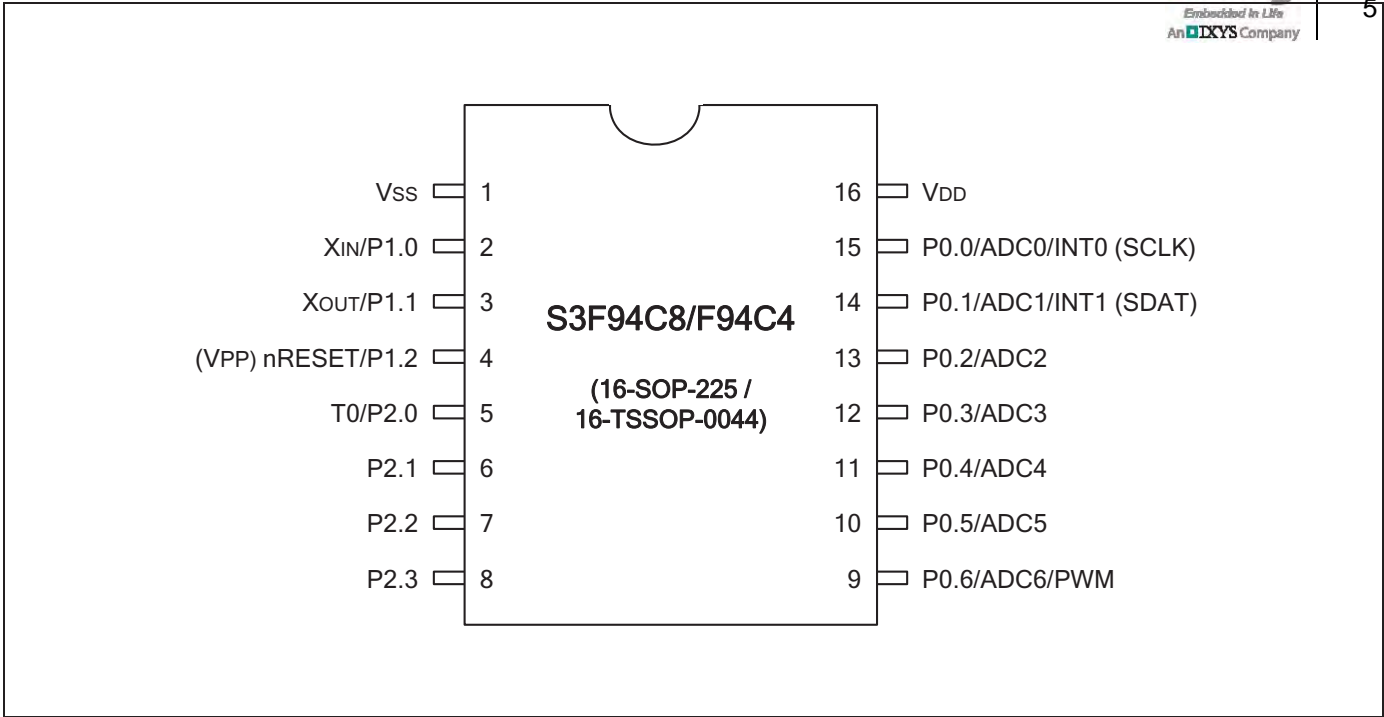 Embedded in Life
An IXYS Company
5
VSS 1
XIN/P1.0 2
XOUT/P1.1 3
(VPP) nRESET/P1.2 4
T0/P2.0 5
P2.1 6
P2.2 7
P2.3 8
S3F94C8/F94C4
(16-SOP-225 /
16-TSSOP-0044)
16 VDD
15 P0.0/ADC0/INT0 (SCLK)
14 P0.1/ADC1/INT1 (SDAT)
13 P0.2/ADC2
12 P0.3/ADC3
11 P0.4/ADC4
10 P0.5/ADC5
9 P0.6/ADC6/PWM